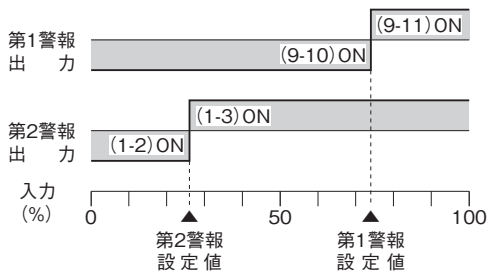 第1警報
出 力
(9-11)ON
(9-10)ON
第2警報
出 力
(1-3)ON
(1-2)ON
入力
(%)
0 50 100
第2警報
設 定 値
第1警報
設 定 値